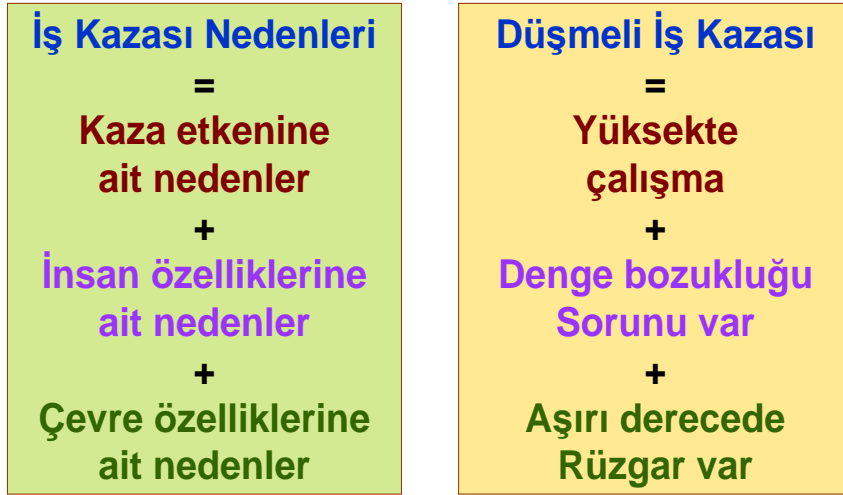 İş Kazası Nedenleri
=
Kaza etkenine
ait nedenler
+
İnsan özelliklerine
ait nedenler
+
Çevre özelliklerine
ait nedenler
Düşmeli İş Kazası
=
Yüksekte
çalışma
+
Denge bozukluğu
Sorunu var
+
Aşırı derecede
Rüzgar var